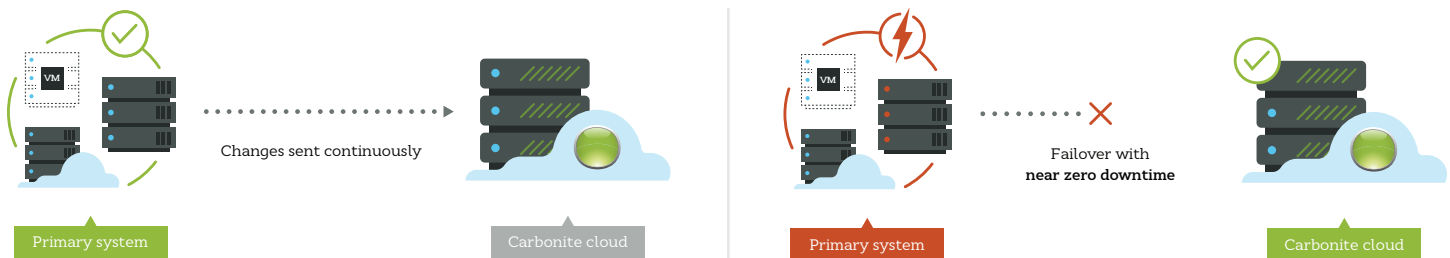 VM
Changes sent continuously
Primary system
Carbonite cloud
VM
Failover with
near zero downtime
Primary system
Carbonite cloud